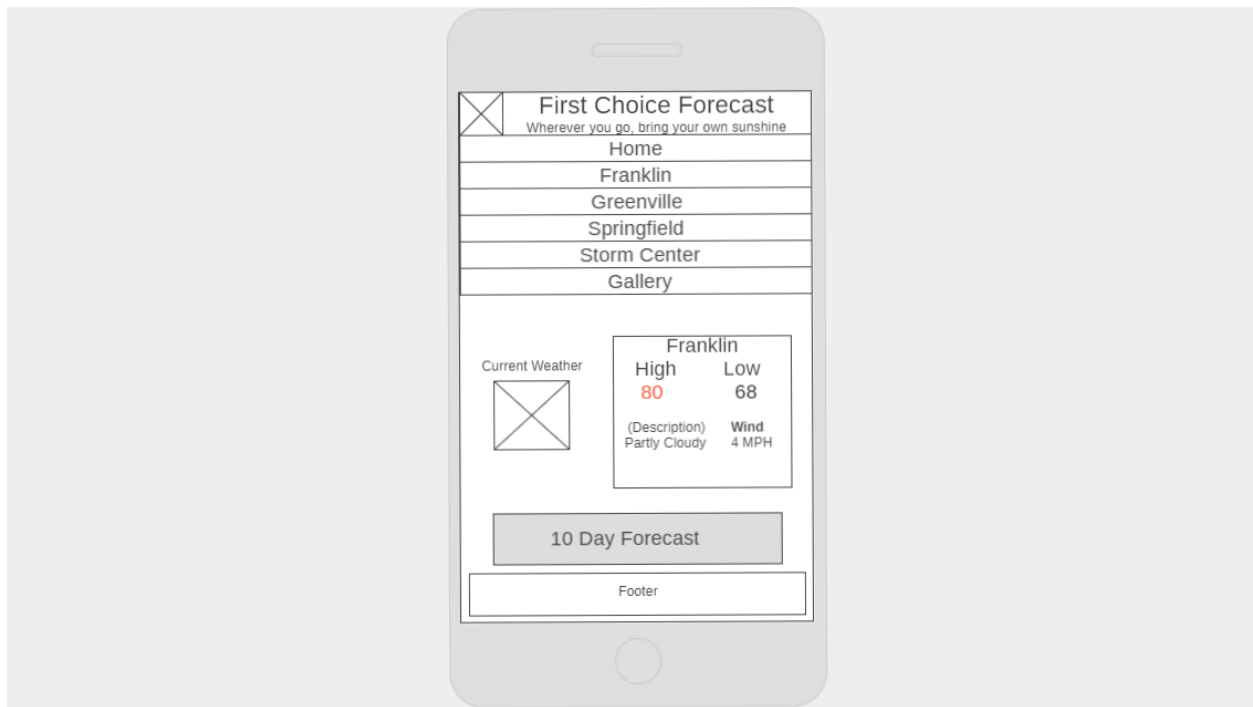 First Choice Forecast
Wherever you go, bring your own sunshine
Home
Franklin
Greenville
Springfield
Storm Center
Gallery
Current Weather
Franklin
High Low
80 68
(Description) Wind
Partly Cloudy 4 MPH
10 Day Forecast
Footer